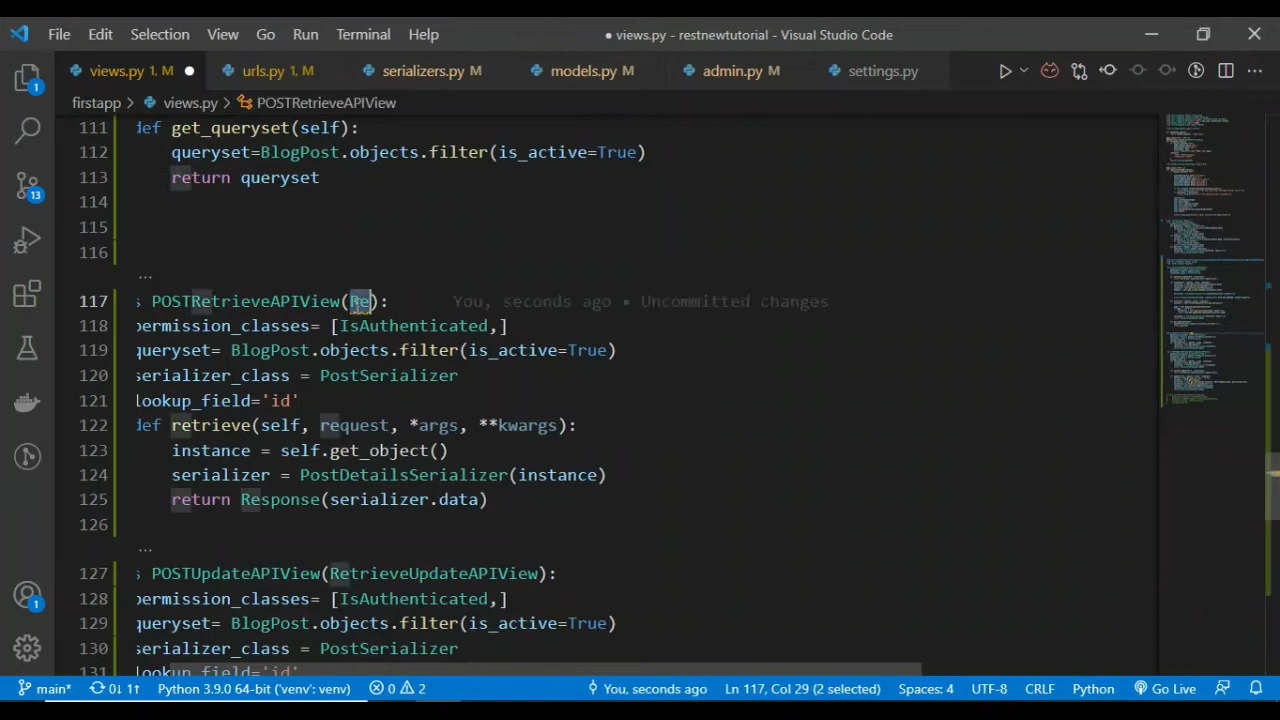 File Edit Selection View Go Run Terminal Help ● views.py - restnewtutorial - Visual Studio Code
views.py 1, M ● urls.py 1, M serializers.py M models.py M admin.py M settings.py ...
firstapp > views.py > POSTRetrieveAPIView
111 def get_queryset(self):
112 queryset=BlogPost.objects.filter(is_active=True)
113 return queryset
114
115
116
...
117 s POSTRetrieveAPIView(Re): You, seconds ago • Uncommitted changes
118 permission_classes= [IsAuthenticated,]
119 queryset= BlogPost.objects.filter(is_active=True)
120 serializer_class = PostSerializer
121 lookup_field='id'
122 def retrieve(self, request, *args, **kwargs):
123 instance = self.get_object()
124 serializer = PostDetailsSerializer(instance)
125 return Response(serializer.data)
126
...
127 s POSTUpdateAPIView(RetrieveUpdateAPIView):
128 permission_classes= [IsAuthenticated,]
129 queryset= BlogPost.objects.filter(is_active=True)
130 serializer_class = PostSerializer
131 lookup_field='id'
1
13
1
main* 0↓ 1↑ Python 3.9.0 64-bit ('venv': venv) 0 2 You, seconds ago Ln 117, Col 29 (2 selected) Spaces: 4 UTF-8 CRLF Python Go Live